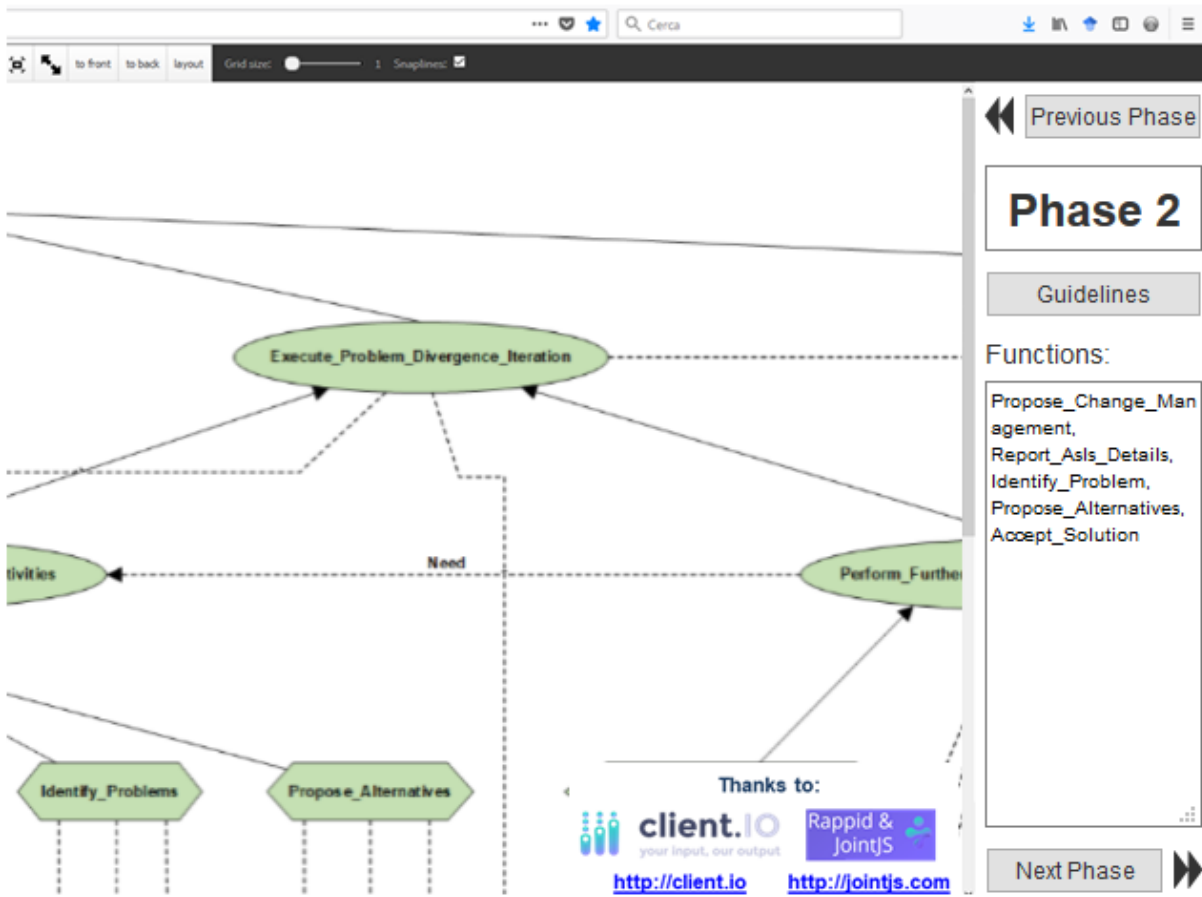 Cerca
to front to back layout Grid size: 1 Snaplines:
Previous Phase
Phase 2
Guidelines
Functions:
Propose_Change_Man
agement,
Report_AsIs_Details,
Identify_Problem,
Propose_Alternatives,
Accept_Solution
Execute_Problem_Divergence_Iteration
Need
tivities
Perform_Further
Identify_Problems
Propose_Alternatives
Thanks to:
client.IO
your input, our output
Rappid &
JointJS
http://client.io http://jointjs.com
Next Phase